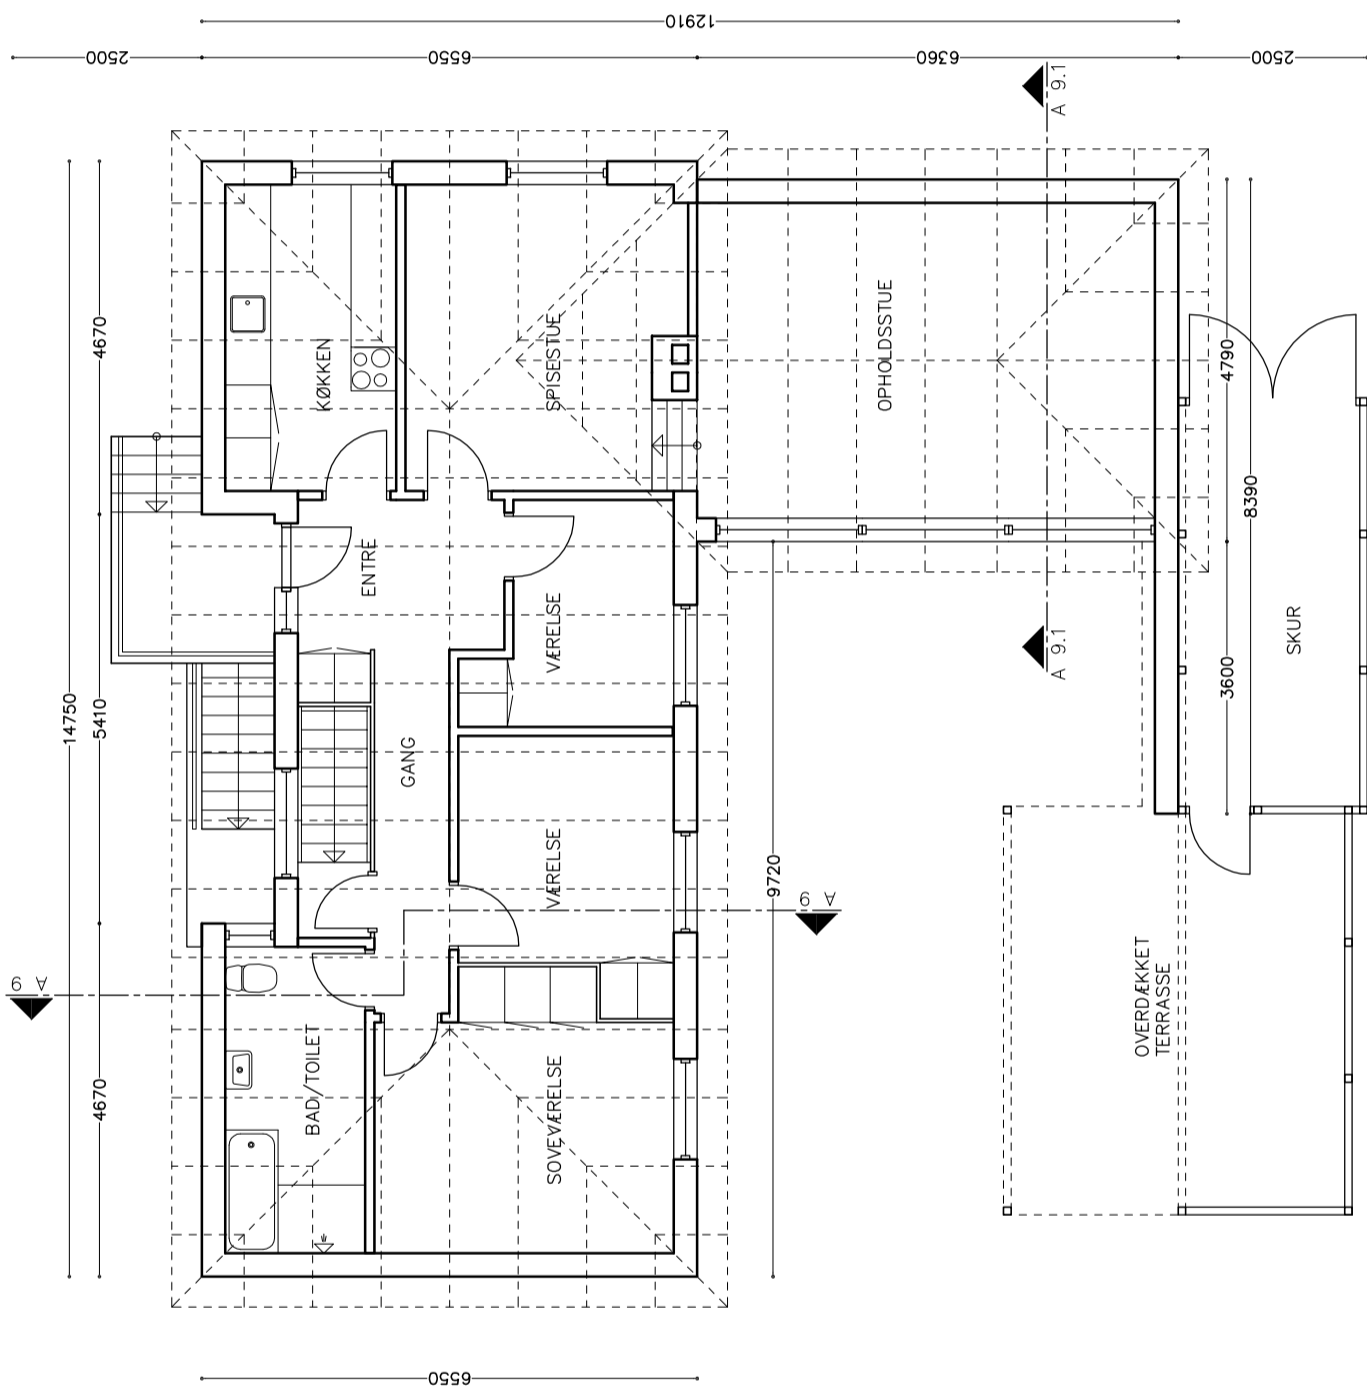 12910
2500
6550
6360
2500
A 9.1
14750
4670
5410
4670
KØKKEN
SPISESTUE
OPHOLDSSTUE
4790
8390
3600
ENTRE
VÆRELSE
A 9.1
SKUR
GANG
VÆRELSE
9720
A 9
A 9
BAD/TOILET
SOVEVÆRELSE
OVERDÆKKET
TERRASSE
6550